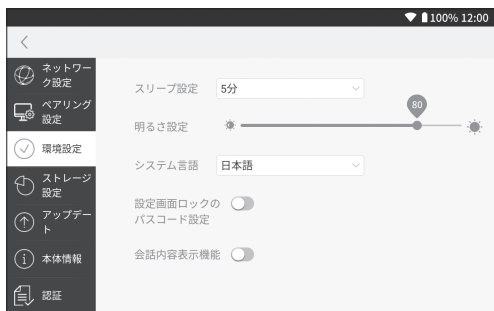 100% 12:00
ネットワー
ク設定
ペアリング
設定
環境設定
ストレージ
設定
アップデー
ト
本体情報
認証
スリープ設定 5分
80
明るさ設定
システム言語 日本語
設定画面ロックの
パスコード設定
会話内容表示機能